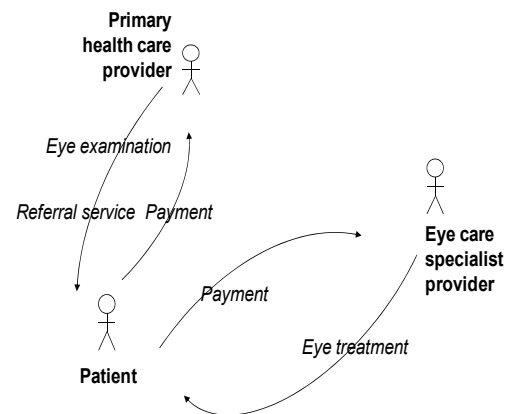 Primary
health care
provider
Eye examination
Referral service Payment
Eye care
specialist
provider
Payment
Eye treatment
Patient